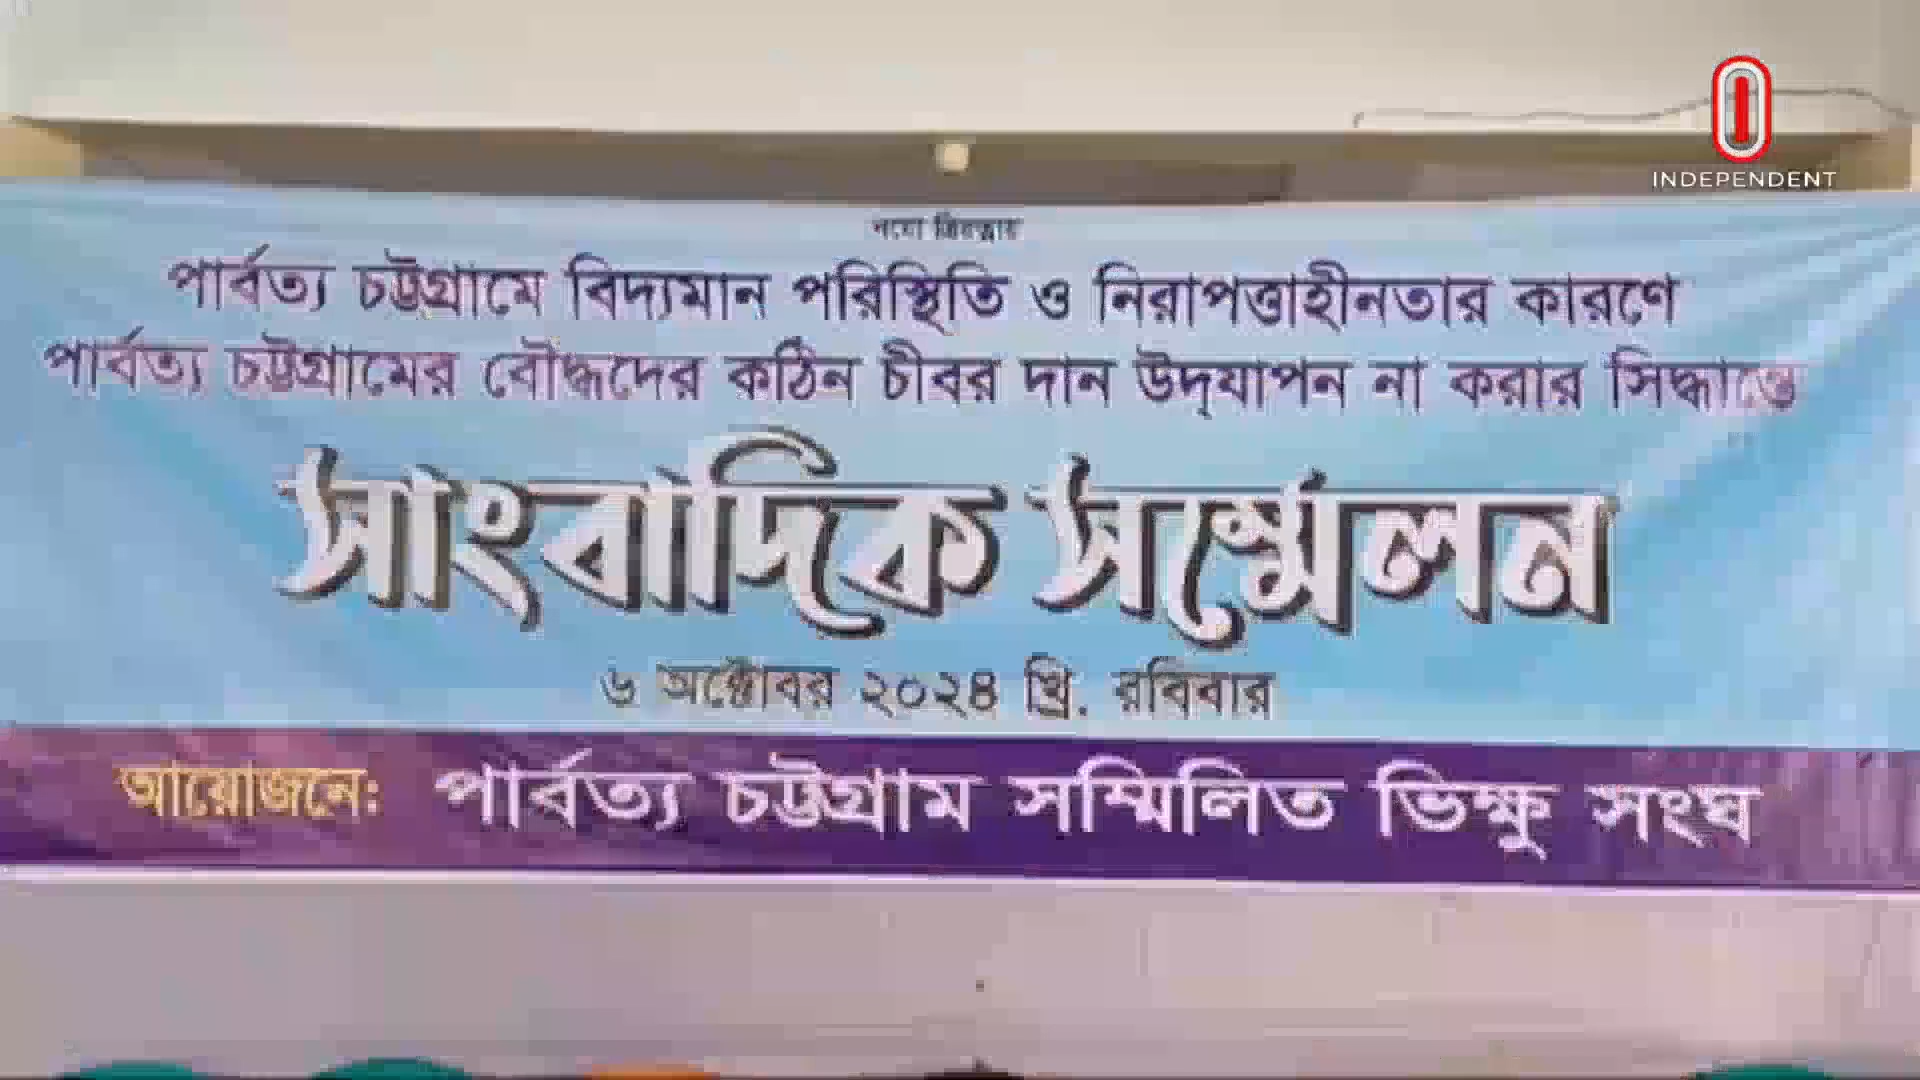 INDEPENDENT
পার্বত্য চট্টগ্রামে বিদ্যমান পরিস্থিতি ও নিরাপত্তাহীনতার কারণে
পার্বত্য চট্টগ্রামের বৌদ্ধদের কঠিন চীবর দান উদ্‌যাপন না করার সিদ্ধান্তে
সাংবাদিক সম্মেলন
৬ অক্টোবর ২০২৪ খ্রি. রবিবার
আয়োজনে: পার্বত্য চট্টগ্রাম সম্মিলিত ভিক্ষু সংঘ